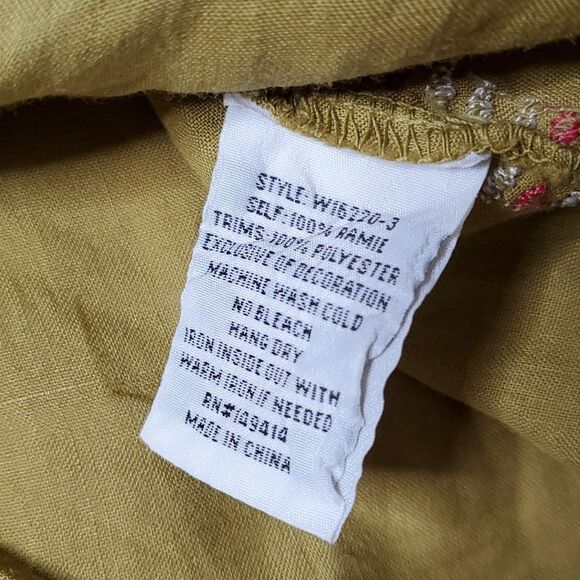 STYLE: W16920-3
SELF:100% RAMIE
TRIMS:100% POLYESTER
EXCLUSIVE OF DECORATION
MACHINE WASH COLD
NO BLEACH
HANG DRY
IRON INSIDE OUT WITH
WARM IRON IF NEEDED
RN#149414
MADE IN CHINA